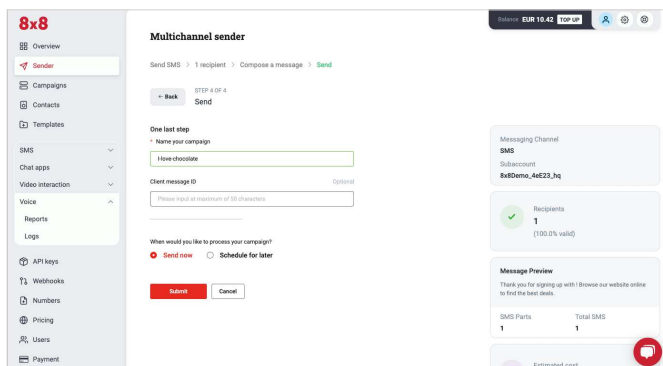 8x8
Balance EUR 10.42 TOP UP
Overview
Sender
Campaigns
Contacts
Templates
SMS
Chat apps
Video interaction
Voice
Reports
Logs
API keys
Webhooks
Numbers
Pricing
Users
Payment
Multichannel sender
Send SMS > 1 recipient > Compose a message > Send
← Back
STEP 4 OF 4
Send
One last step
* Name your campaign
I-love-chocolate
Client message ID
Optional
Please input at maximum of 50 characters
When would you like to process your campaign?
Send now
Schedule for later
Submit
Cancel
Messaging Channel
SMS
Subaccount
8x8Demo_4eE23_hq
Recipients
1
(100.0% valid)
Message Preview
Thank you for signing up with ! Browse our website online
to find the best deals.
SMS Parts
Total SMS
1
1
Estimated cost